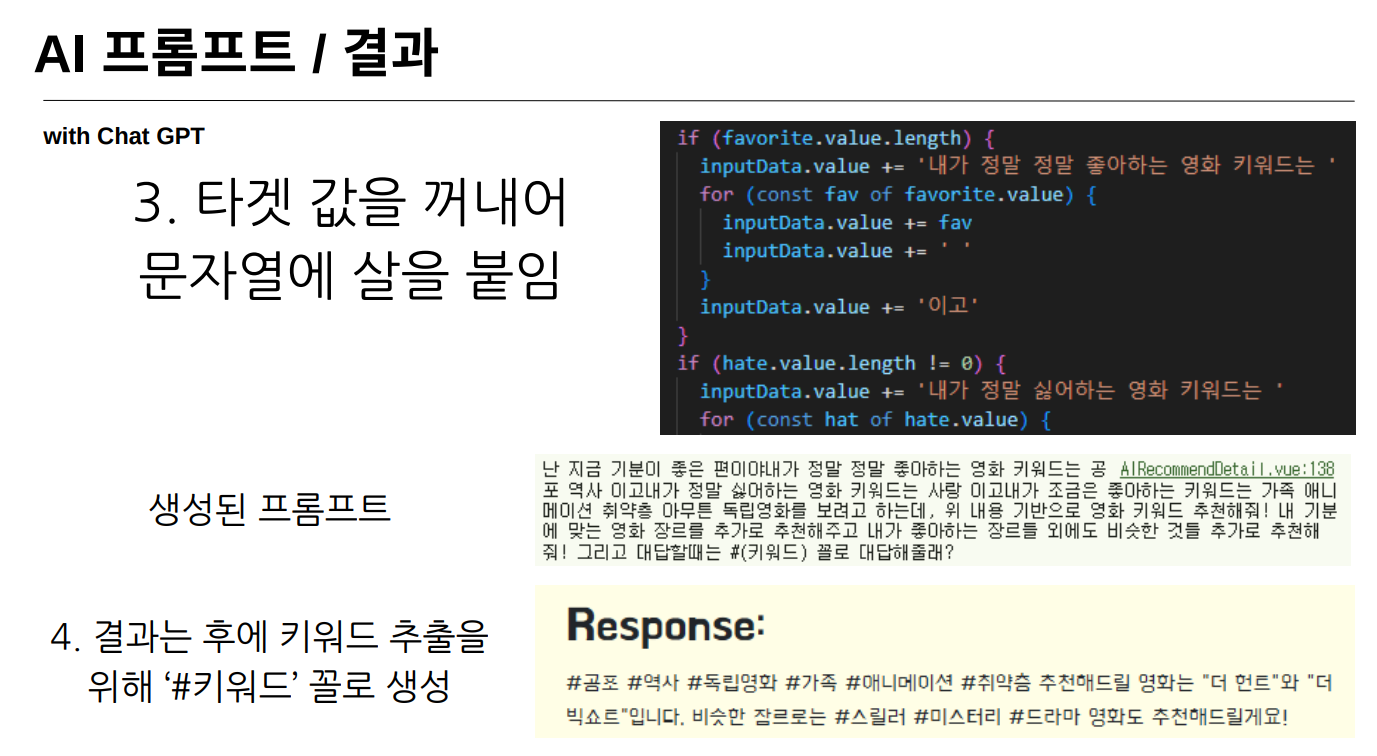 AI 프롬프트 / 결과
with Chat GPT
3. 타겟 값을 꺼내어
문자열에 살을 붙임
if (favorite.value.length) {
inputData.value += '내가 정말 정말 좋아하는 영화 키워드는 '
for (const fav of favorite.value) {
inputData.value += fav
inputData.value += ' '
}
inputData.value += '이고'
}
if (hate.value.length != 0) {
inputData.value += '내가 정말 싫어하는 영화 키워드는 '
for (const hat of hate.value) {
생성된 프롬프트
난 지금 기분이 좋은 편이야내가 정말 정말 좋아하는 영화 키워드는 공 AIRecommendDetail.vue:138
포 역사 이고내가 정말 싫어하는 영화 키워드는 사랑 이고내가 조금은 좋아하는 키워드는 가족 애니
메이션 취약층 아무튼 독립영화를 보려고 하는데, 위 내용 기반으로 영화 키워드 추천해줘! 내 기분
에 맞는 영화 장르를 추가로 추천해주고 내가 좋아하는 장르들 외에도 비슷한 것들 추가로 추천해
줘! 그리고 대답할때는 #(키워드) 꼴로 대답해줄래?
4. 결과는 후에 키워드 추출을
위해 ‘#키워드’ 꼴로 생성
Response:
#공포 #역사 #독립영화 #가족 #애니메이션 #취약층 추천해드릴 영화는 "더 헌트"와 "더
빅쇼트"입니다. 비슷한 잠르로는 #스릴러 #미스터리 #드라마 영화도 추천해드릴게요!